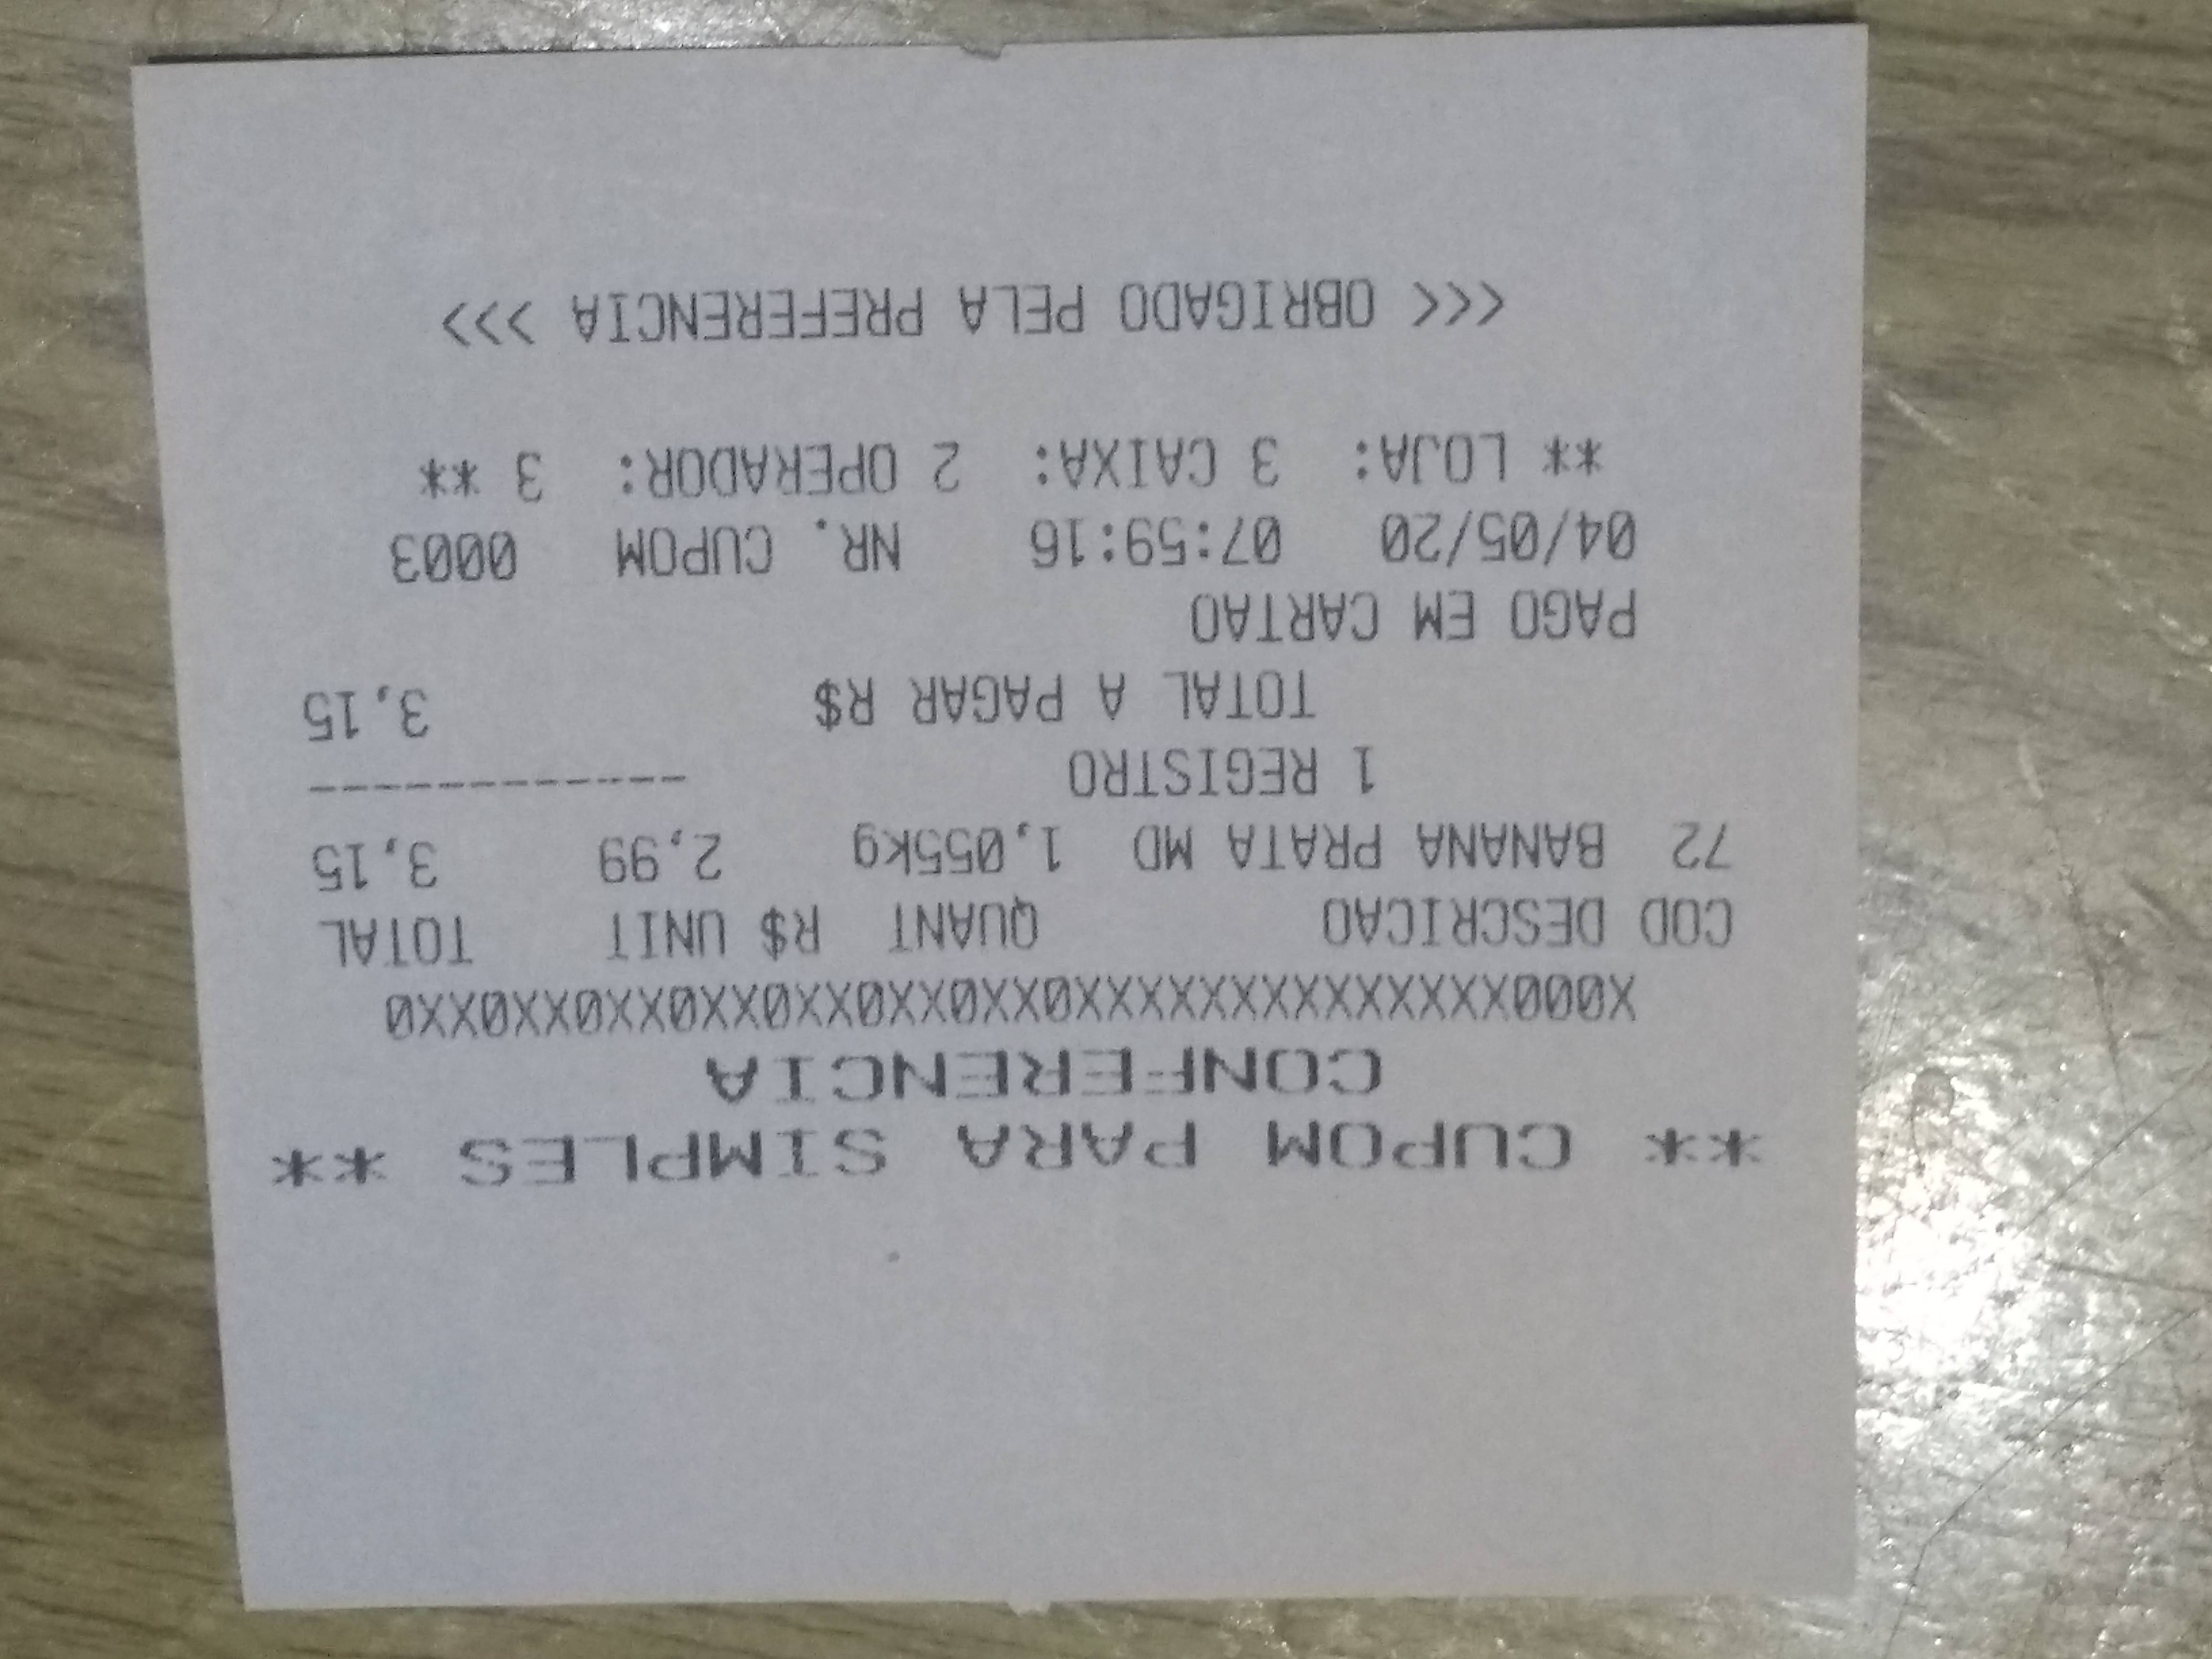 ** CUPOM PARA SIMPLES **
CONFERENCIA
X000XXXXXXXXXXXXXX0XX0XX0XX0XX0XX0XX0XX0
COD DESCRICAO QUANT R$ UNIT TOTAL
72 BANANA PRATA MD 1,055kg 2,99 3,15
1 REGISTRO ------------
TOTAL A PAGAR R$ 3,15
PAGO EM CARTAO
04/05/20 07:59:16 NR. CUPOM 0003
** LOJA: 3 CAIXA: 2 OPERADOR: 3 **
<<< OBRIGADO PELA PREFERENCIA >>>